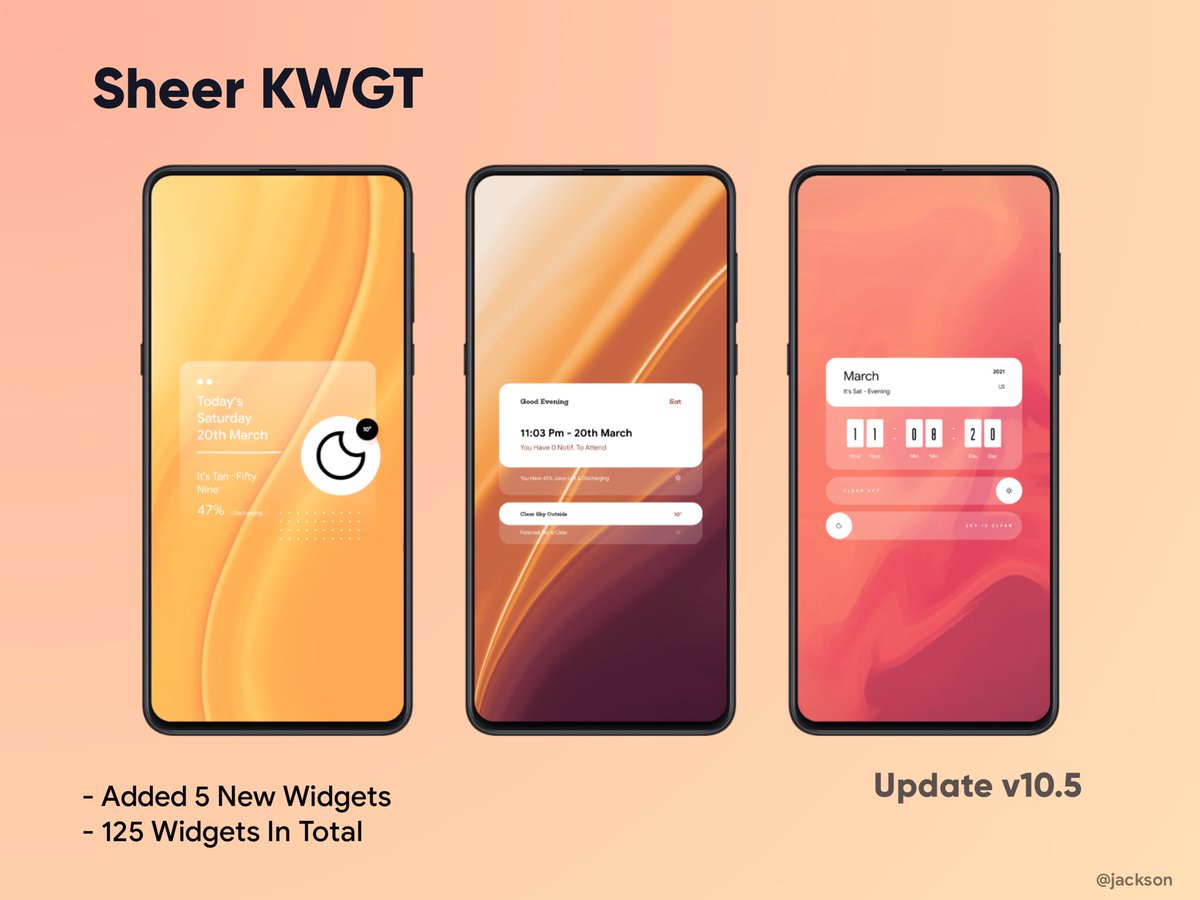 Sheer KWGT
Today's
Saturday
20th March
10°
It's Ten : Fifty
Nine
47% / Discharging
Good Evening Sat
11:03 Pm - 20th March
You Have 0 Notif. To Attend
You Have 45% Juice Left & Discharging
Clear Sky Outside 10°
Forecast Sky is Clear
March 2021
It's Sat - Evening US
1 1 : 0 8 : 2 0
Hour Hour Min Min Day Day
CLEAR SKY
SKY IS CLEAR
- Added 5 New Widgets
- 125 Widgets In Total
Update v10.5
@jackson